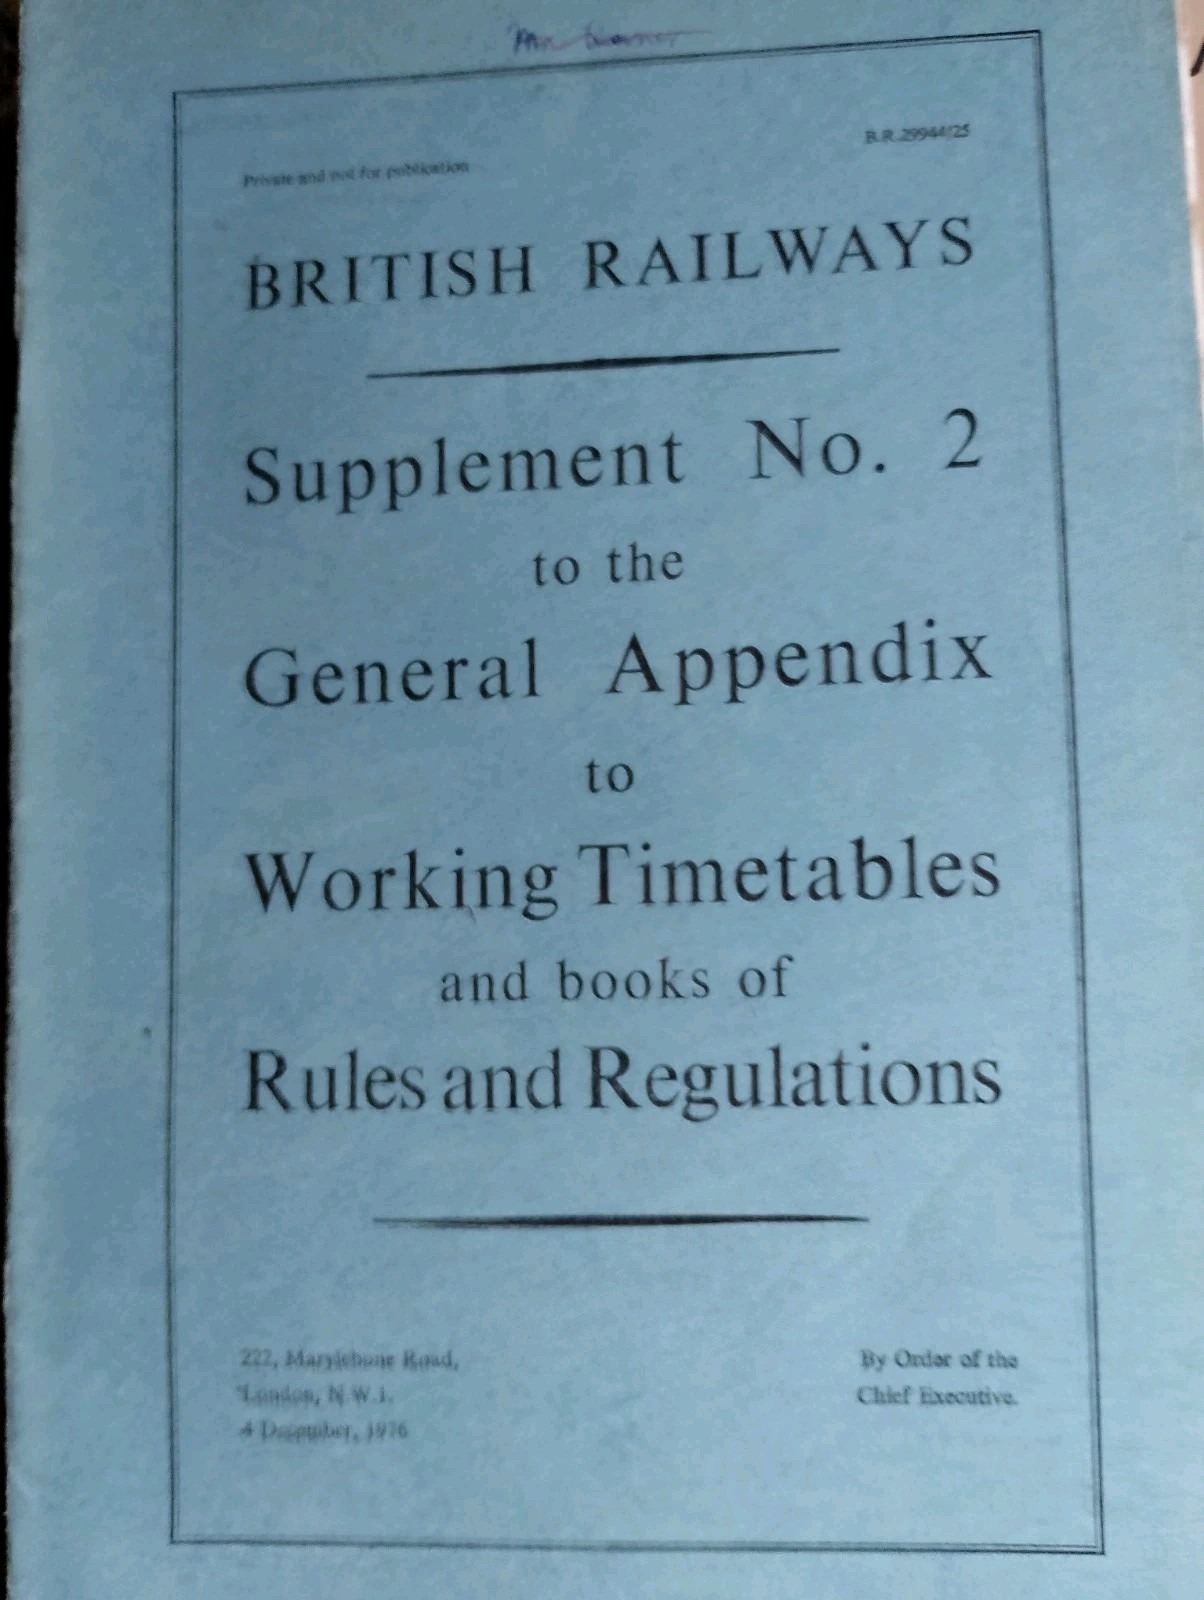 B.R. 29944/25
Private and not for publication
BRITISH RAILWAYS
Supplement No. 2
to the
General Appendix
to
Working Timetables
and books of
Rules and Regulations
222, Marylebone Road,
London, N.W.1.
4 December, 1976
By Order of the
Chief Executive.